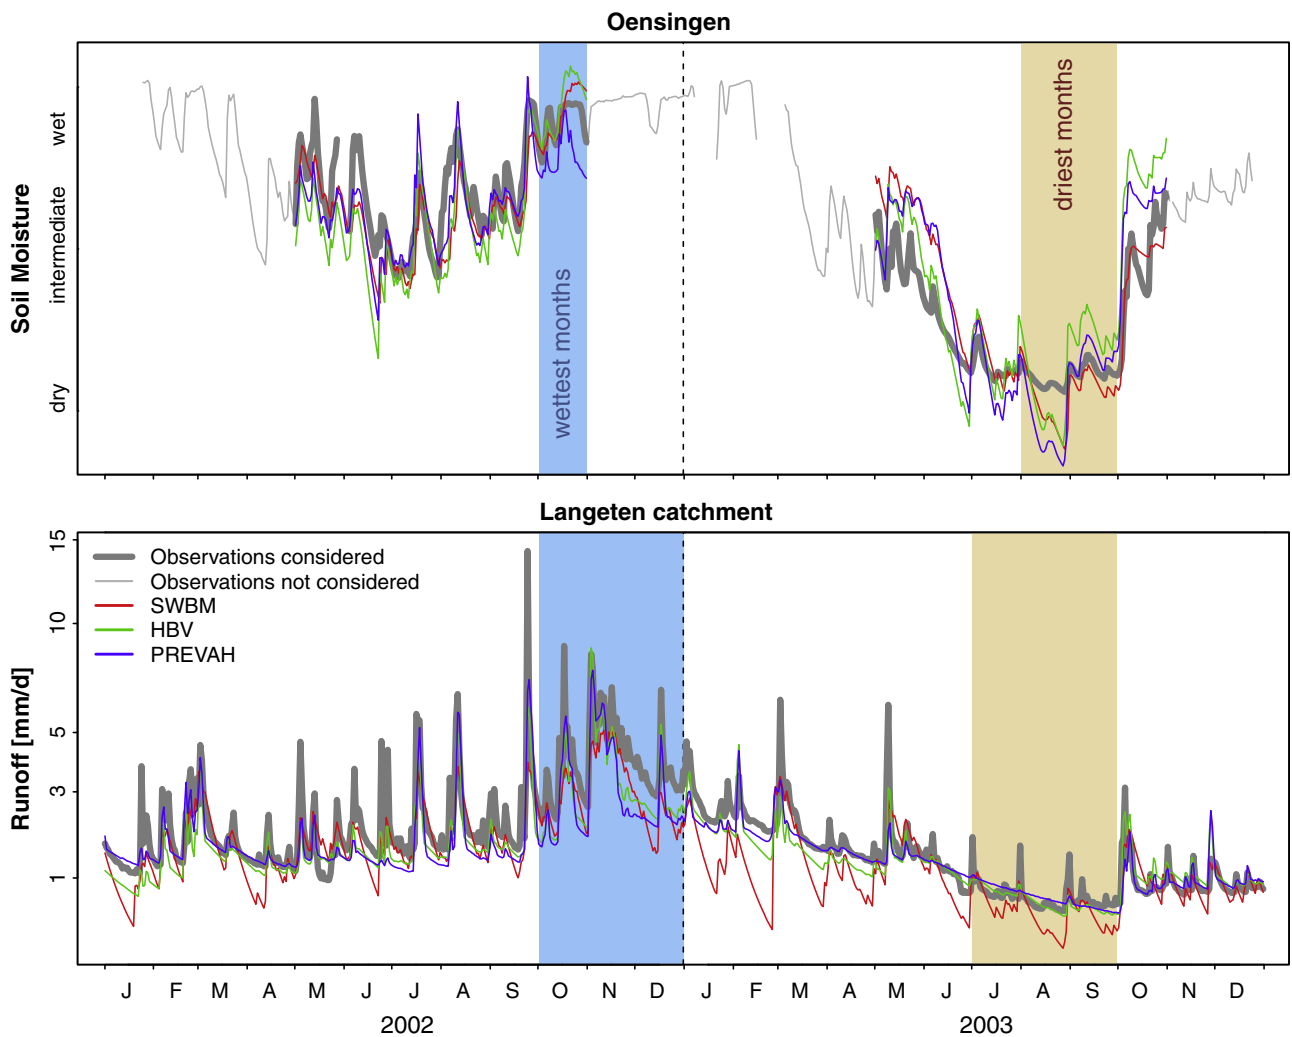 Oensingen
Soil Moisture
wet
intermediate
dry
wettest months
driest months
Langeten catchment
Runoff [mm/d]
15
10
5
3
1
Observations considered
Observations not considered
SWBM
HBV
PREVAH
J F M A M J J A S O N D J F M A M J J A S O N D
2002 2003